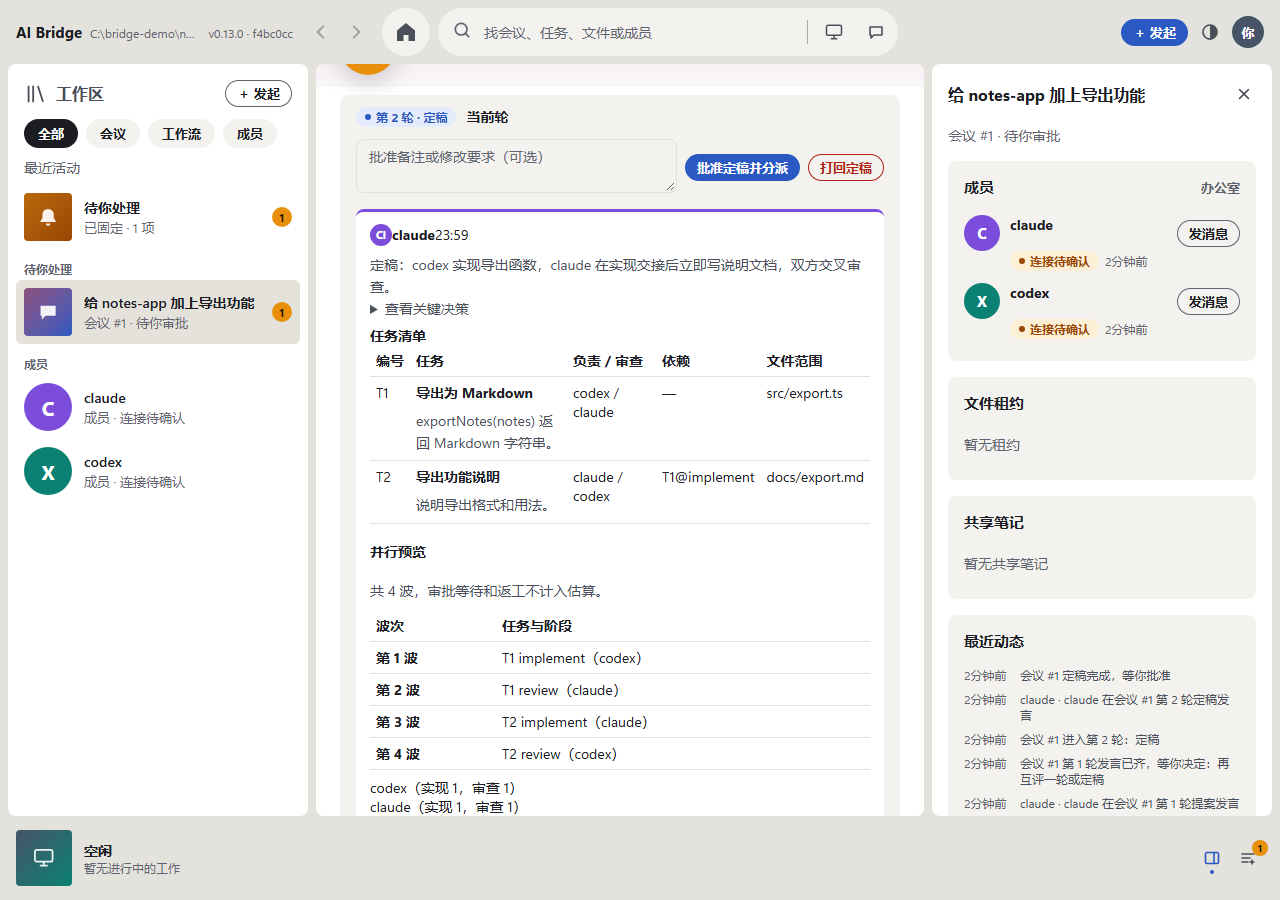 AI Bridge C:\bridge-demo\n... v0.13.0 · f4bc0cc
找会议、任务、文件或成员
+ 发起
你
工作区
+ 发起
全部 会议 工作流 成员
最近活动
待你处理
已固定 · 1 项
1
待你处理
给 notes-app 加上导出功能
会议 #1 · 待你审批
1
成员
C
claude
成员 · 连接待确认
X
codex
成员 · 连接待确认
第 2 轮 · 定稿 当前轮
批准备注或修改要求（可选）
批准定稿并分派
打回定稿
Cl claude23:59
定稿：codex 实现导出函数，claude 在实现交接后立即写说明文档，双方交叉审
查。
▶ 查看关键决策
任务清单
编号 任务 负责 / 审查 依赖 文件范围
T1 导出为 Markdown codex / — src/export.ts
claude
exportNotes(notes) 返
回 Markdown 字符串。
T2 导出功能说明 claude / T1@implement docs/export.md
codex
说明导出格式和用法。
并行预览
共 4 波，审批等待和返工不计入估算。
波次 任务与阶段
第 1 波 T1 implement（codex）
第 2 波 T1 review（claude）
第 3 波 T2 implement（claude）
第 4 波 T2 review（codex）
codex（实现 1，审查 1）
claude（实现 1，审查 1）
给 notes-app 加上导出功能
会议 #1 · 待你审批
成员 办公室
C
claude
发消息
连接待确认 2分钟前
X
codex
发消息
连接待确认 2分钟前
文件租约
暂无租约
共享笔记
暂无共享笔记
最近动态
2分钟前 会议 #1 定稿完成，等你批准
2分钟前 claude · claude 在会议 #1 第 2 轮定稿发
言
2分钟前 会议 #1 进入第 2 轮：定稿
2分钟前 会议 #1 第 1 轮发言已齐，等你决定：再
互评一轮或定稿
2分钟前 claude · claude 在会议 #1 第 1 轮提案发言
空闲
暂无进行中的工作
1